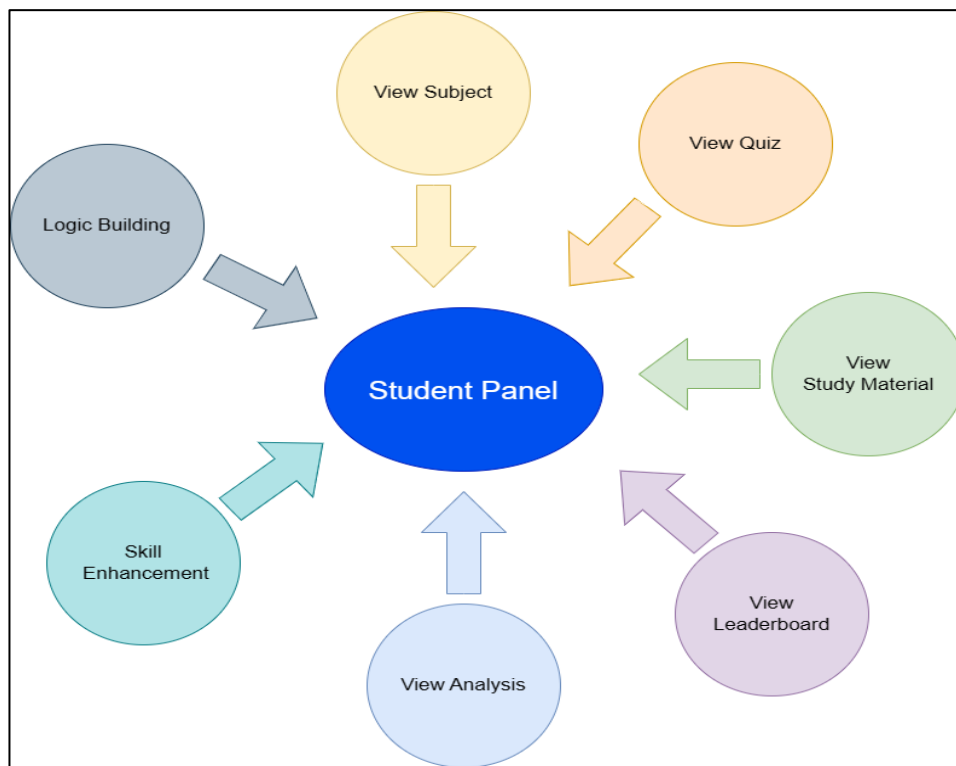 View Subject
View Quiz
Logic Building
View
Study Material
Student Panel
Skill
Enhancement
View
Leaderboard
View Analysis